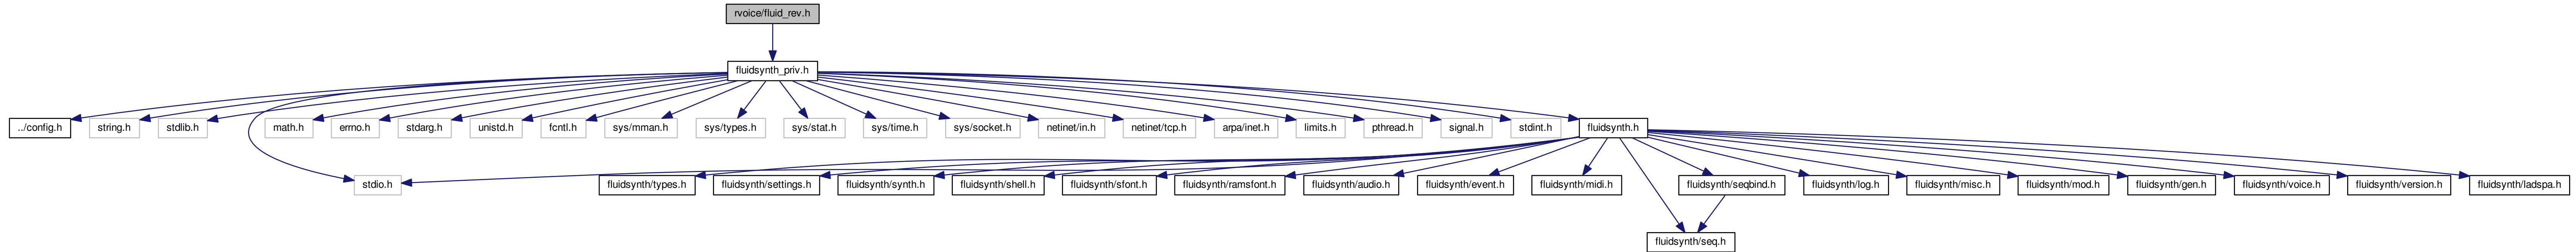 rvoice/fluid_rev.h
fluidsynth_priv.h
../config.h
string.h
stdlib.h
math.h
errno.h
stdarg.h
unistd.h
fcntl.h
sys/mman.h
sys/types.h
sys/stat.h
sys/time.h
sys/socket.h
netinet/in.h
netinet/tcp.h
arpa/inet.h
limits.h
pthread.h
signal.h
stdint.h
fluidsynth.h
stdio.h
fluidsynth/types.h
fluidsynth/settings.h
fluidsynth/synth.h
fluidsynth/shell.h
fluidsynth/sfont.h
fluidsynth/ramsfont.h
fluidsynth/audio.h
fluidsynth/event.h
fluidsynth/midi.h
fluidsynth/seqbind.h
fluidsynth/log.h
fluidsynth/misc.h
fluidsynth/mod.h
fluidsynth/gen.h
fluidsynth/voice.h
fluidsynth/version.h
fluidsynth/ladspa.h
fluidsynth/seq.h